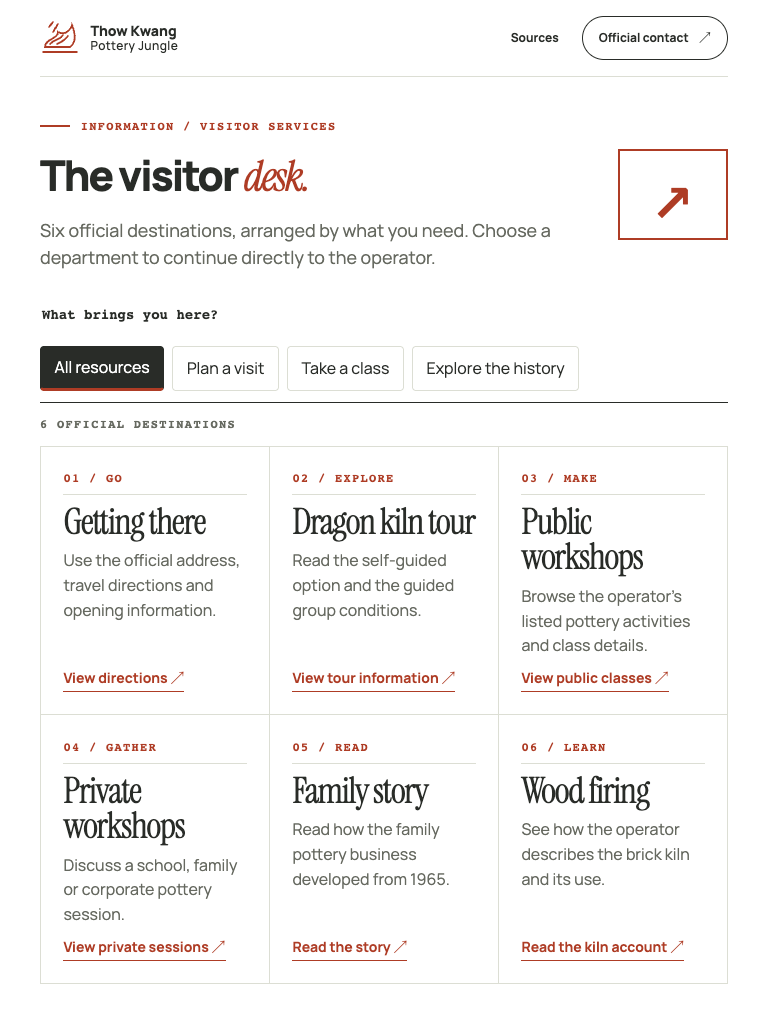 Thow Kwang
Pottery Jungle
Sources
Official contact ↗
INFORMATION / VISITOR SERVICES
The visitor desk.
↗
Six official destinations, arranged by what you need. Choose a
department to continue directly to the operator.
What brings you here?
All resources
Plan a visit
Take a class
Explore the history
6 OFFICIAL DESTINATIONS
01 / GO
Getting there
Use the official address,
travel directions and
opening information.
View directions ↗
02 / EXPLORE
Dragon kiln tour
Read the self-guided
option and the guided
group conditions.
View tour information ↗
03 / MAKE
Public
workshops
Browse the operator’s
listed pottery activities
and class details.
View public classes ↗
04 / GATHER
Private
workshops
Discuss a school, family
or corporate pottery
session.
View private sessions ↗
05 / READ
Family story
Read how the family
pottery business
developed from 1965.
Read the story ↗
06 / LEARN
Wood firing
See how the operator
describes the brick kiln
and its use.
Read the kiln account ↗